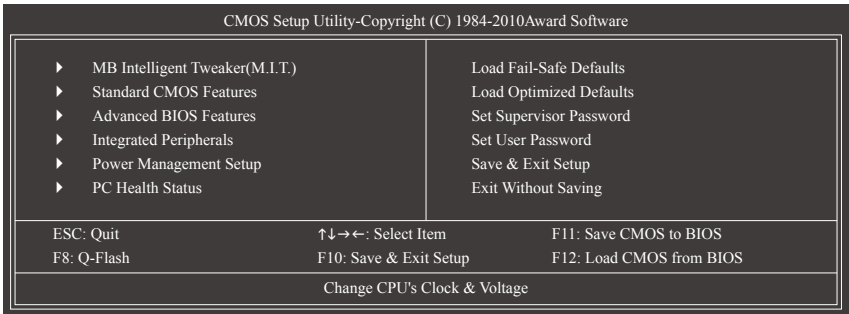 CMOS Setup Utility-Copyright (C) 1984-2010Award Software
MB Intelligent Tweaker(M.I.T.)
Standard CMOS Features
Advanced BIOS Features
Integrated Peripherals
Power Management Setup
PC Health Status
Load Fail-Safe Defaults
Load Optimized Defaults
Set Supervisor Password
Set User Password
Save & Exit Setup
Exit Without Saving
ESC: Quit ↑↓→←: Select Item F11: Save CMOS to BIOS
F8: Q-Flash F10: Save & Exit Setup F12: Load CMOS from BIOS
Change CPU's Clock & Voltage